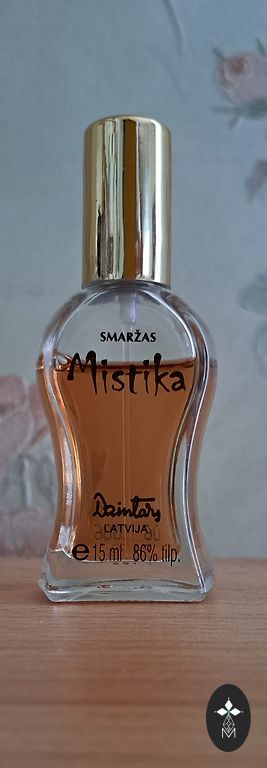 SMARŽAS
Mistika
Dzintars
LATVIJA
e 15 ml 86% tilp.